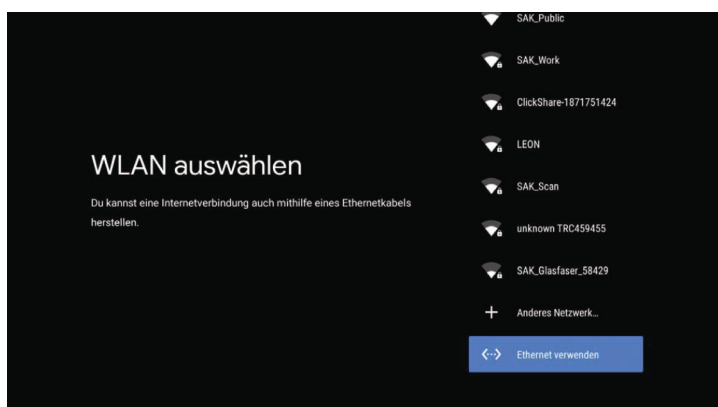 WLAN auswählen
Du kannst eine Internetverbindung auch mithilfe eines Ethernetkabels
herstellen.
SAK_Public
SAK_Work
ClickShare-1871751424
LEON
SAK_Scan
unknown TRC459455
SAK_Glasfaser_58429
Anderes Netzwerk…
Ethernet verwenden